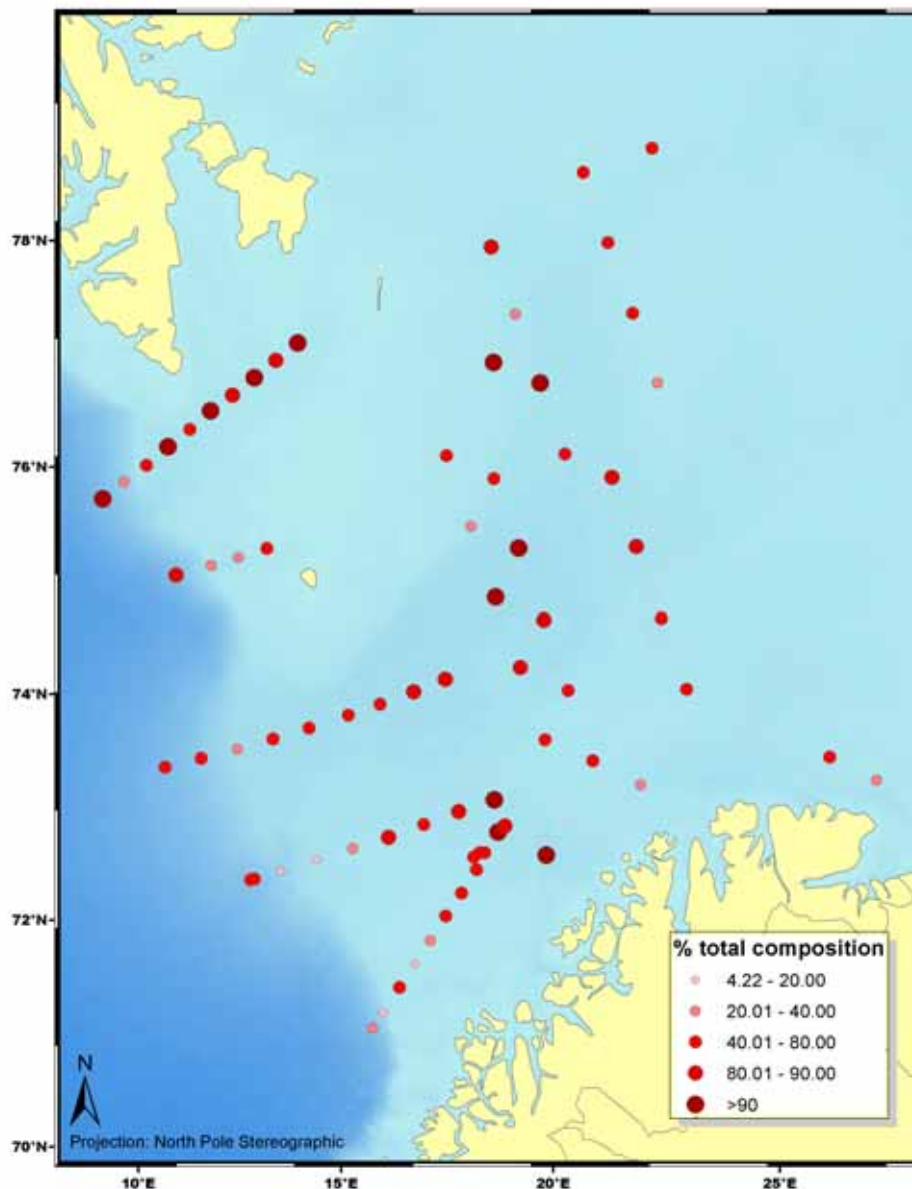 78°N
76°N
74°N
72°N
70°N
% total composition
4.22 - 20.00
20.01 - 40.00
40.01 - 80.00
80.01 - 90.00
>90
N
Projection: North Pole Stereographic
10°E
15°E
20°E
25°E